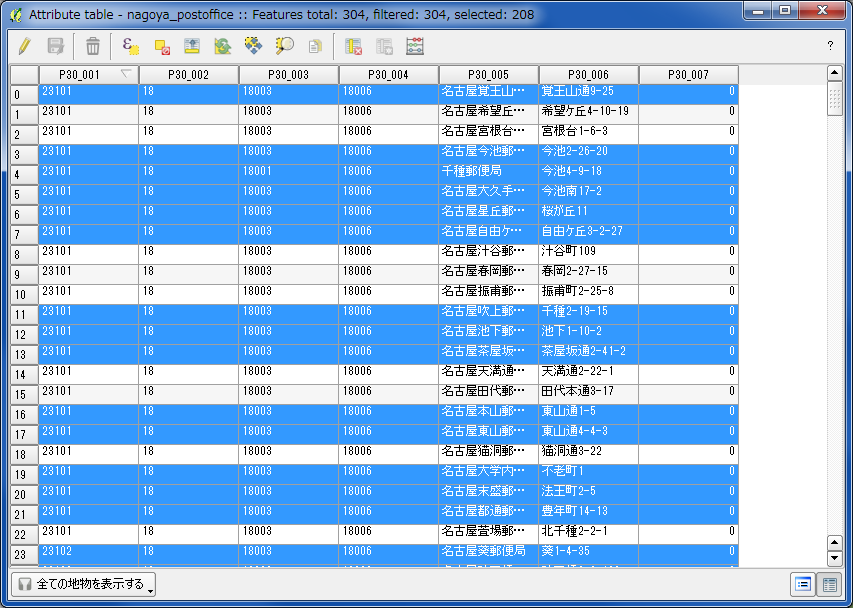 Attribute table - nagoya_postoffice :: Features total: 304, filtered: 304, selected: 208
?
P30_001 P30_002 P30_003 P30_004 P30_005 P30_006 P30_007
0 23101 18 18003 18006 名古屋覚王山… 覚王山通9-25 0
1 23101 18 18003 18006 名古屋希望丘… 希望ケ丘4-10-19 0
2 23101 18 18003 18006 名古屋宮根台… 宮根台1-6-3 0
3 23101 18 18003 18006 名古屋今池郵… 今池2-26-20 0
4 23101 18 18001 18006 千種郵便局 今池4-9-18 0
5 23101 18 18003 18006 名古屋大久手… 今池南17-2 0
6 23101 18 18003 18006 名古屋星丘郵… 桜が丘11 0
7 23101 18 18003 18006 名古屋自由ケ… 自由ケ丘3-2-27 0
8 23101 18 18003 18006 名古屋汁谷郵… 汁谷町109 0
9 23101 18 18003 18006 名古屋春岡郵… 春岡2-27-15 0
10 23101 18 18003 18006 名古屋振甫郵… 振甫町2-25-8 0
11 23101 18 18003 18006 名古屋吹上郵… 千種2-19-15 0
12 23101 18 18003 18006 名古屋池下郵… 池下1-10-2 0
13 23101 18 18003 18006 名古屋茶屋坂… 茶屋坂通2-41-2 0
14 23101 18 18003 18006 名古屋天満通… 天満通2-22-1 0
15 23101 18 18003 18006 名古屋田代郵… 田代本通3-17 0
16 23101 18 18003 18006 名古屋本山郵… 東山通1-5 0
17 23101 18 18003 18006 名古屋東山郵… 東山通4-4-3 0
18 23101 18 18003 18006 名古屋猫洞郵… 猫洞通3-22 0
19 23101 18 18003 18006 名古屋大学内… 不老町1 0
20 23101 18 18003 18006 名古屋末盛郵… 法王町2-5 0
21 23101 18 18003 18006 名古屋都通郵… 豊年町14-13 0
22 23101 18 18003 18006 名古屋萱場郵… 北千種2-2-1 0
23 23102 18 18003 18006 名古屋葵郵便局 葵1-4-35 0
全ての地物を表示する